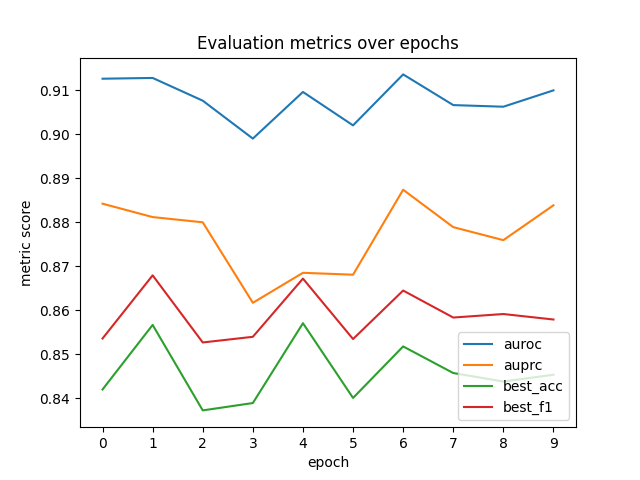 Evaluation metrics over epochs
metric score
0.91
0.90
0.89
0.88
0.87
0.86
0.85
0.84
auroc
auprc
best_acc
best_f1
0 1 2 3 4 5 6 7 8 9
epoch